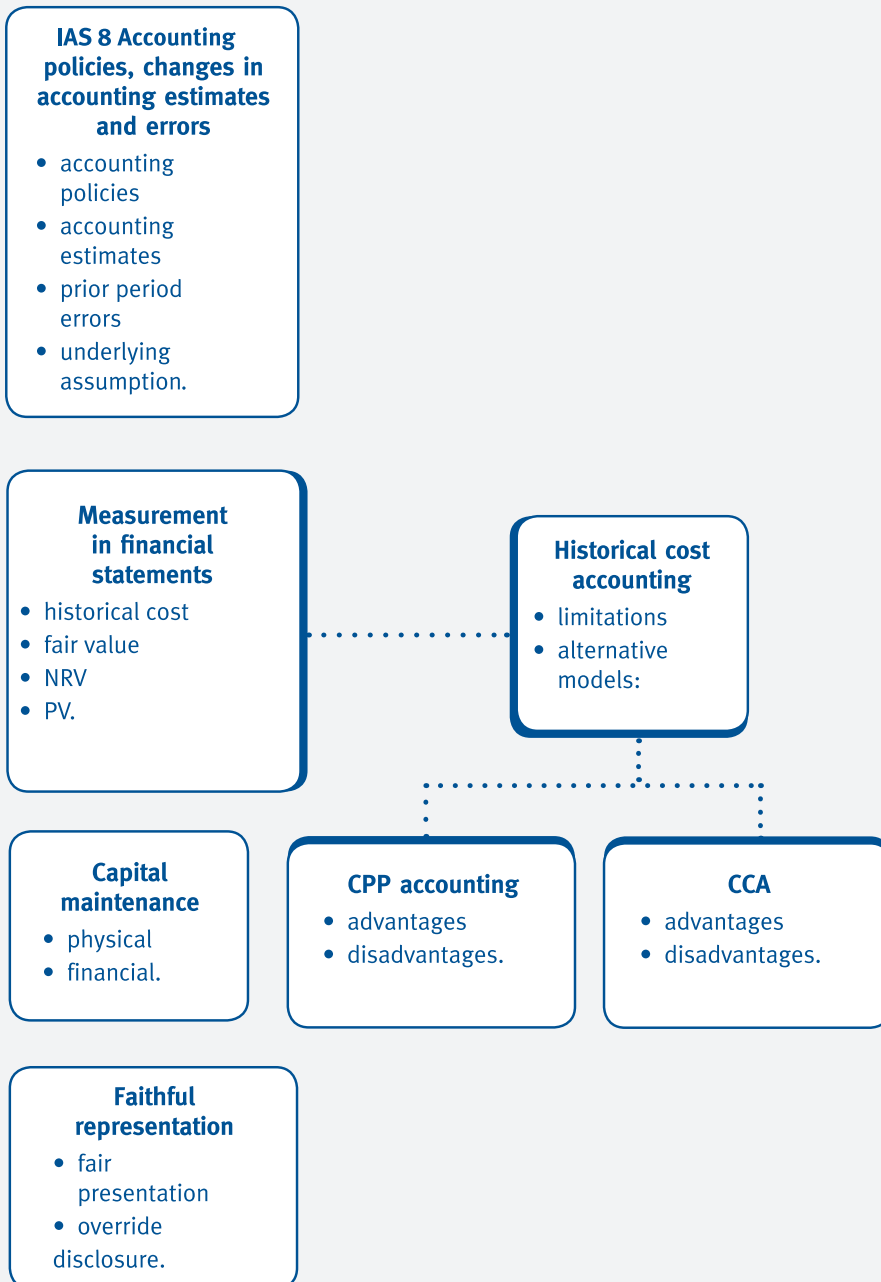 IAS 8 Accounting
policies, changes in
accounting estimates
and errors
• accounting
policies
• accounting
estimates
• prior period
errors
• underlying
assumption.
Measurement
in financial
statements
• historical cost
• fair value
• NRV
• PV.
Historical cost
accounting
• limitations
• alternative
models:
Capital
maintenance
• physical
• financial.
CPP accounting
• advantages
• disadvantages.
CCA
• advantages
• disadvantages.
Faithful
representation
• fair
presentation
• override
disclosure.